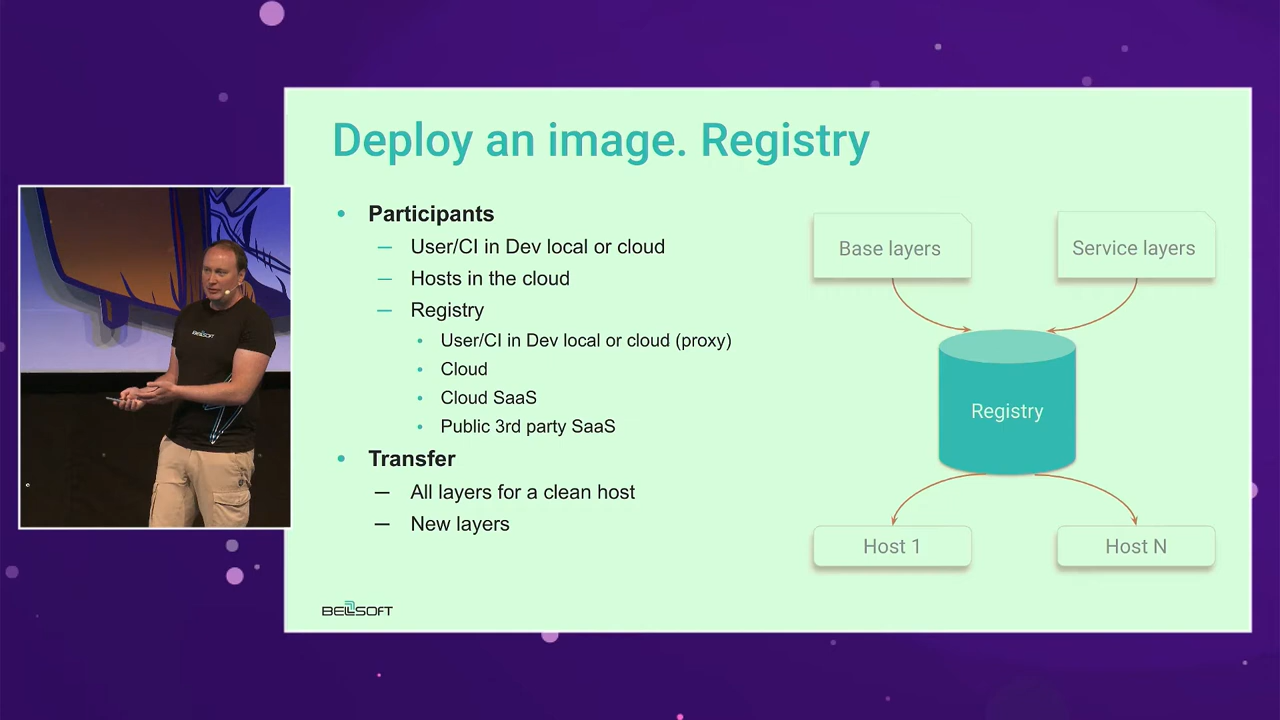 Deploy an image. Registry
• Participants
— User/CI in Dev local or cloud
— Hosts in the cloud
— Registry
• User/CI in Dev local or cloud (proxy)
• Cloud
• Cloud SaaS
• Public 3rd party SaaS
• Transfer
— All layers for a clean host
— New layers
Base layers
Service layers
Registry
Host 1
Host N
BELLSOFT
BELLSOFT